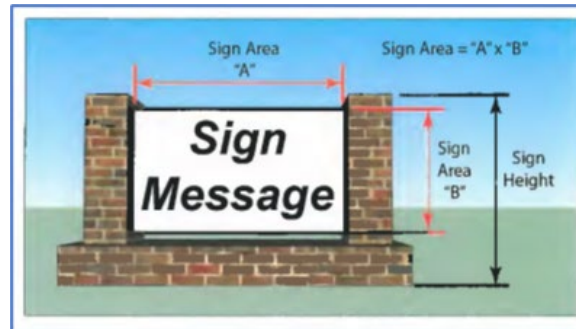 Sign Area
"A"
Sign Area = "A" x "B"
Sign
Message
Sign
Area
"B"
Sign
Height